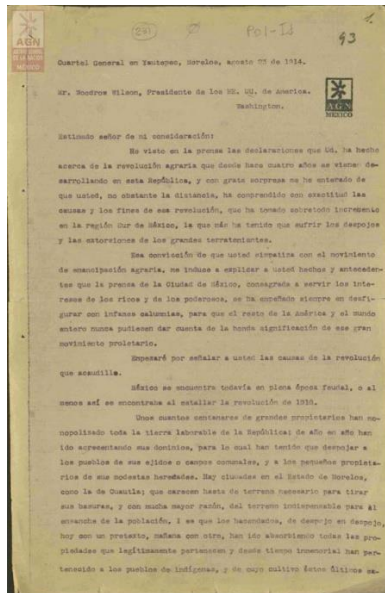 AGN
(241)
POI-IJ
93
Cuartel General en Yautepec, Morelos, agosto 23 de 1914.
Mr. Woodrow Wilson, Presidente de los EE. UU. de America.
Washington.
AGN
MÉXICO
Estimado señor de mi consideración:
He visto en la prensa las declaraciones que Ud. ha hecho
acerca de la revolución agraria que desde hace cuatro años se viene desarrollando
en esta República, y con grata sorpresa me he enterado de
que usted, no obstante la distancia, ha comprendido con exactitud las
causas y los fines de esa revolución, que ha tomado sobretodo incremento
en la región Sur de México, la que más ha tenido que sufrir los despojos
y las extorsiones de los grandes terratenientes.
Esa convicción de que usted simpatiza con el movimiento
de emancipación agraria, me induce a explicar a usted hechos y anteceden-
tes que la prensa de la Ciudad de México, consagrada a servir los inte-
reses de los ricos y de los poderosos, se ha empeñado siempre en desfi-
gurar con infames calumnias, para que el resto de la América y el mundo
entero nunca pudiesen dar cuenta de la honda significación de ese gran
movimiento proletario.
Empezaré por señalar a usted las causas de la revolución
que acaudillo.
México se encuentra todavía en plena época feudal, o al
menos así se encontraba al estallar la revolución de 1910.
Unos cuantos centenares de grandes propietarios han mo-
nopolizado toda la tierra laborable de la República; de año en año han
ido acrecentando sus dominios, para lo cual han tenido que despojar a
los pueblos de sus ejidos o campos comunales, y a los pequeños propieta-
rios de sus modestas heredades. Hay ciudades en el Estado de Morelos,
como la de Cuautla, que carecen hasta de terreno necesario para tirar
sus basuras, y con mucha mayor razón, del terreno indispensable para el
ensanche de la población. Y es que los hacendados, de despojo en despojo,
hoy con un pretexto, mañana con otro, han ido absorbiendo todas las pro-
piedades que legítimamente pertenecen y desde tiempo inmemorial han per-
tenecido a los pueblos de indígenas, y de cuyo cultivo éstos últimos sa-